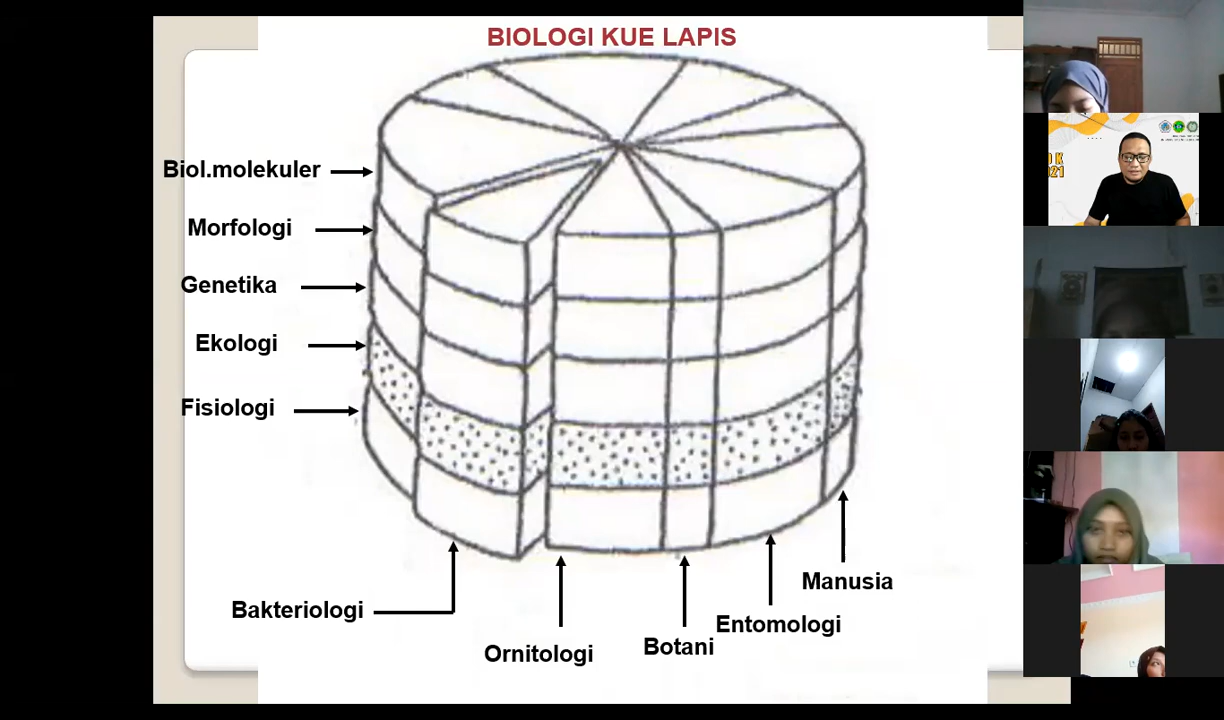 BIOLOGI KUE LAPIS
Biol.molekuler
Morfologi
Genetika
Ekologi
Fisiologi
Bakteriologi
Ornitologi
Botani
Entomologi
Manusia